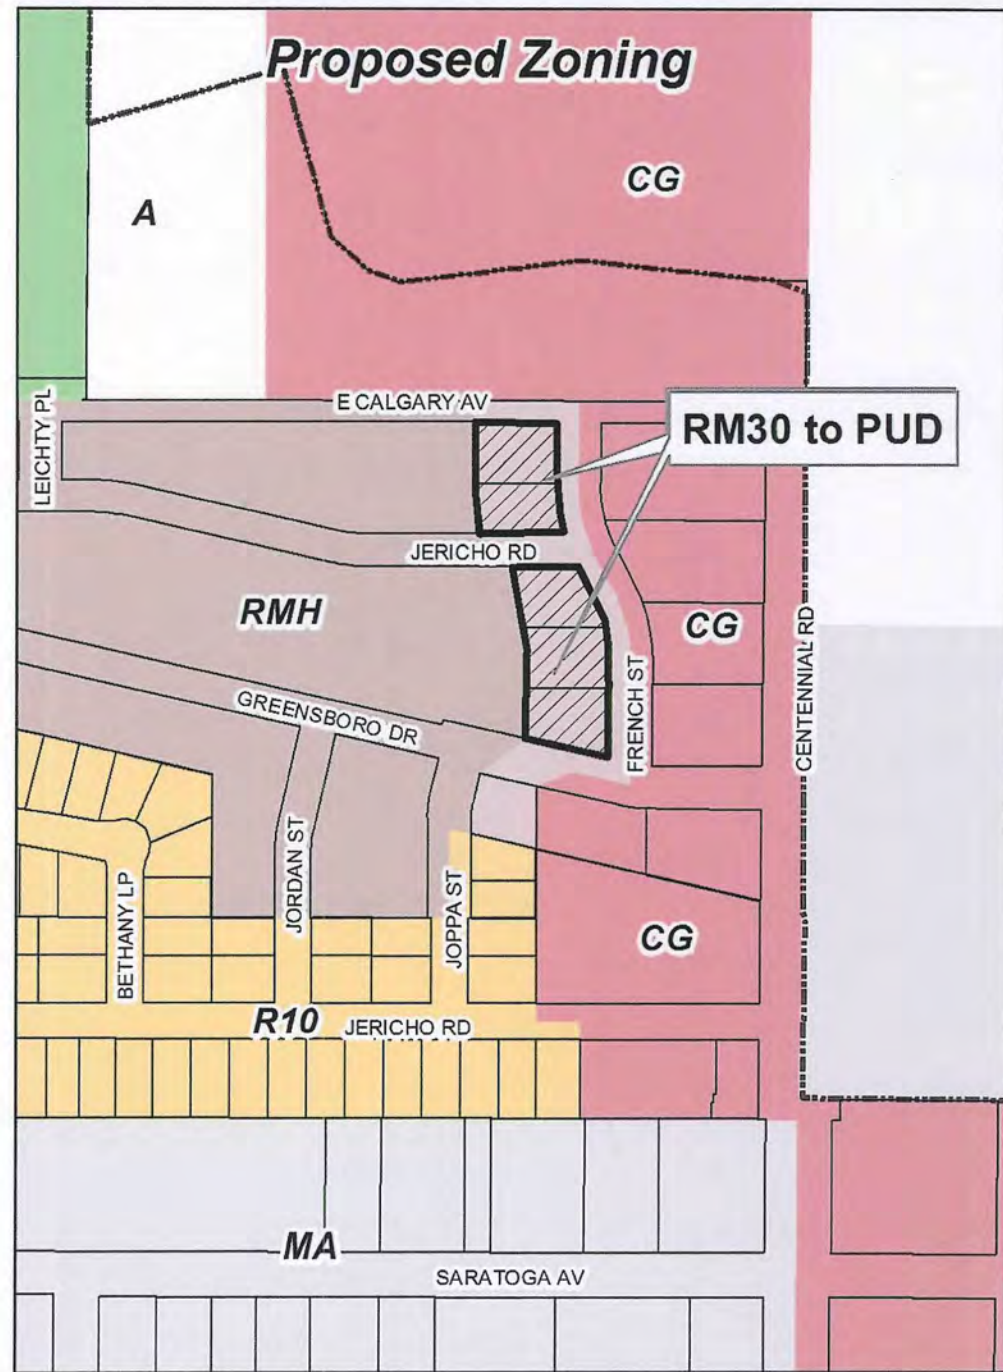 Proposed Zoning
CG
A
E CALGARY AV
RM30 to PUD
LEICHTY PL
JERICHO RD
RMH
CG
CENTENNIAL RD
GREENSBORO DR
FRENCH ST
JORDAN ST
JOPPA ST
BETHANY LP
CG
R10
JERICHO RD
MA
SARATOGA AV